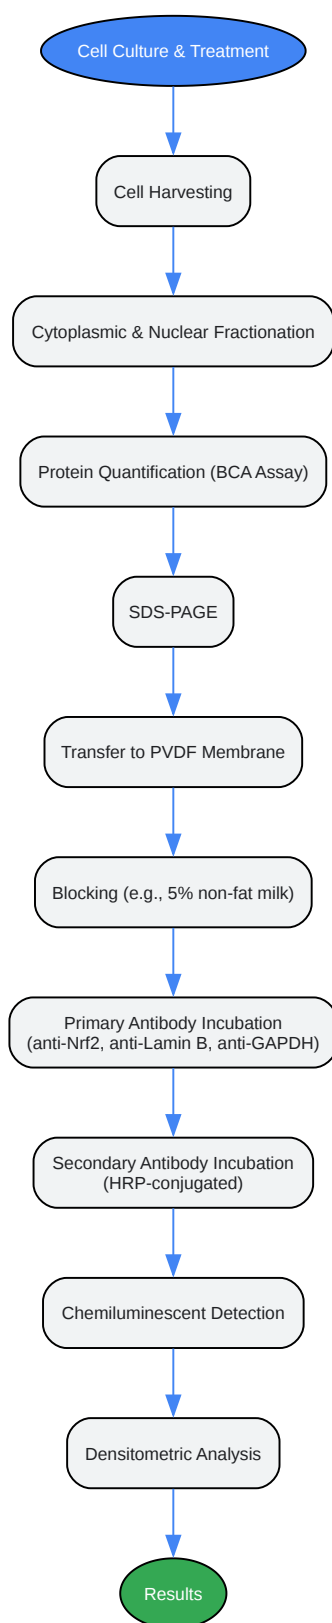 Cell Culture & Treatment
Cell Harvesting
Cytoplasmic & Nuclear Fractionation
Protein Quantification (BCA Assay)
SDS-PAGE
Transfer to PVDF Membrane
Blocking (e.g., 5% non-fat milk)
Primary Antibody Incubation
(anti-Nrf2, anti-Lamin B, anti-GAPDH)
Secondary Antibody Incubation
(HRP-conjugated)
Chemiluminescent Detection
Densitometric Analysis
Results